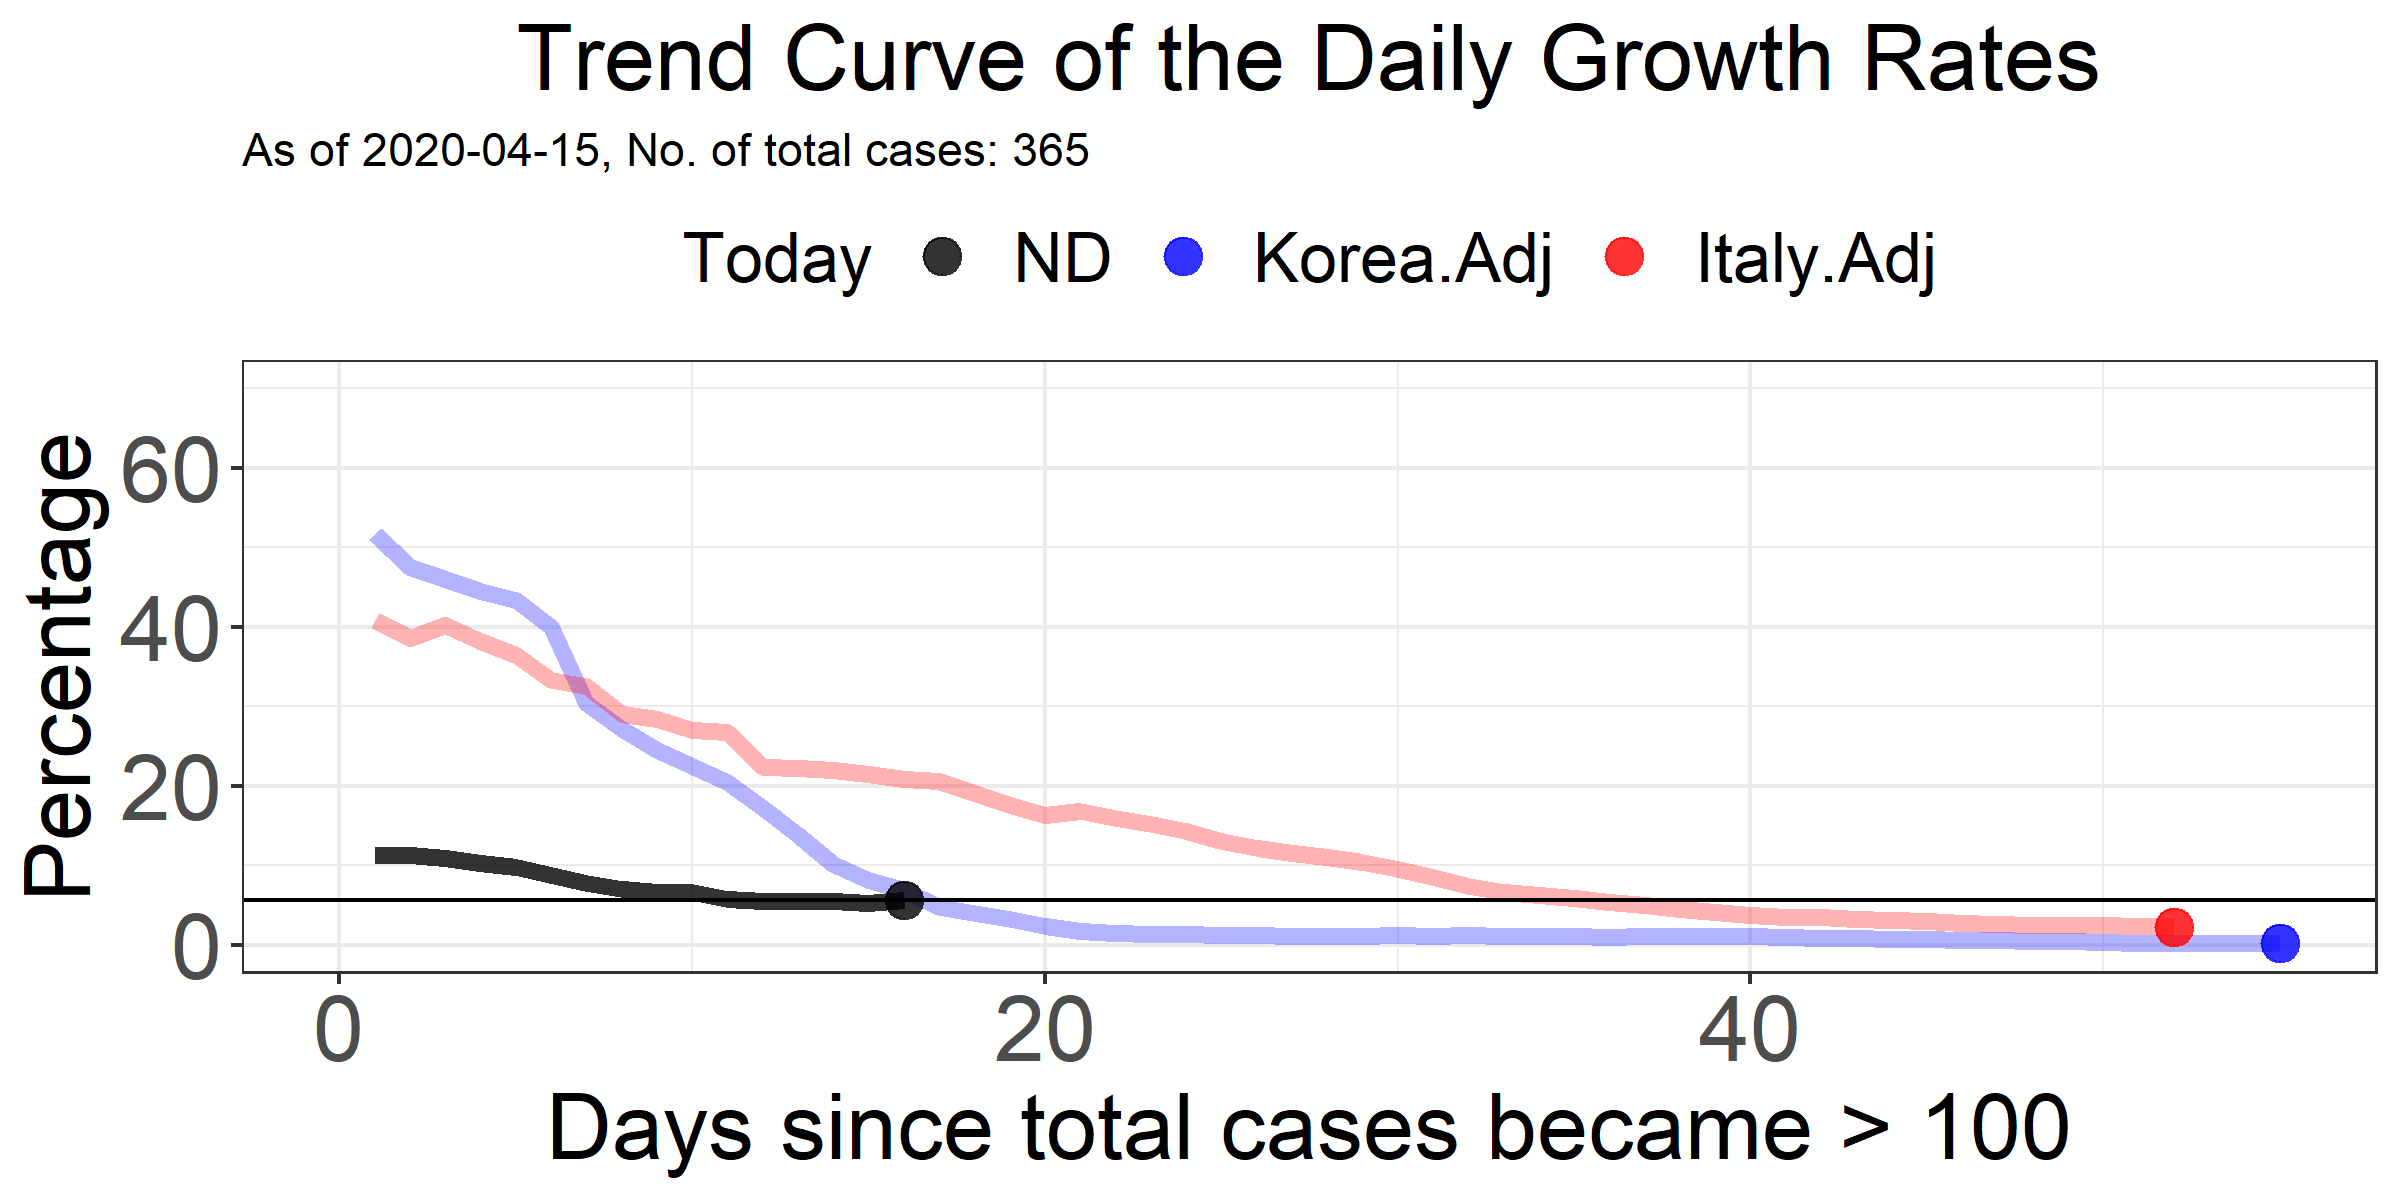 Trend Curve of the Daily Growth Rates
As of 2020-04-15, No. of total cases: 365
Today ND Korea.Adj Italy.Adj
Percentage
60
40
20
0
0 20 40
Days since total cases became > 100